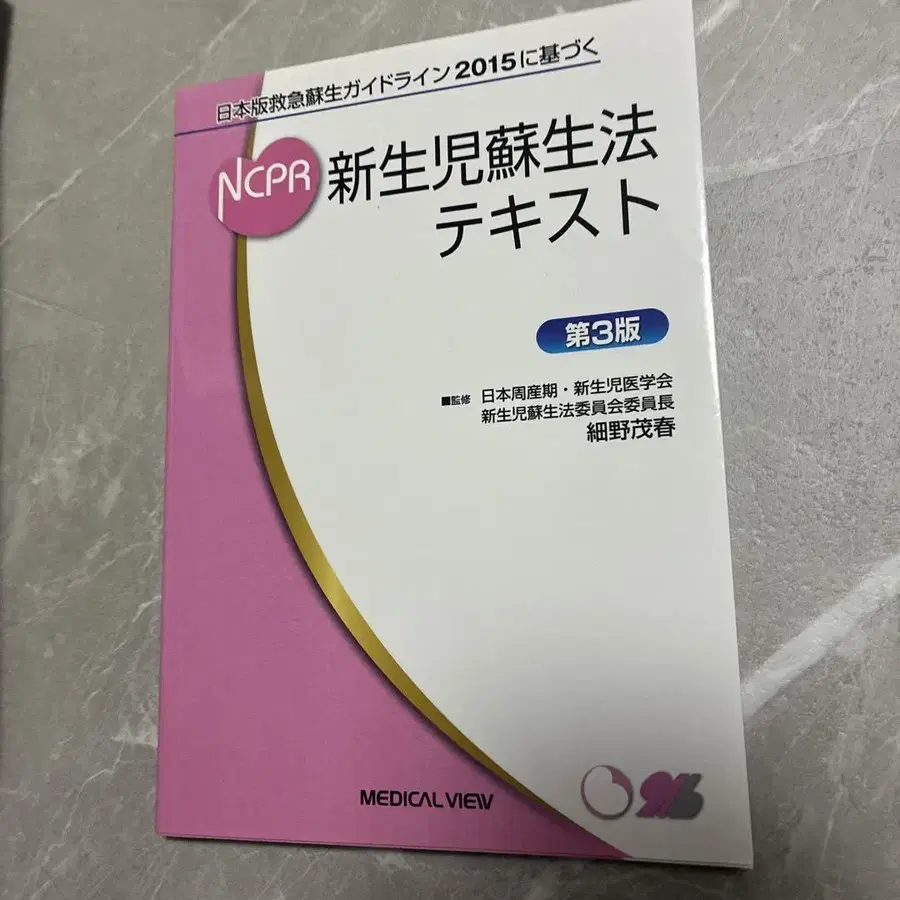 日本版救急蘇生ガイドライン2015に基づく
NCPR
新生児蘇生法
テキスト
第3版
■監修 日本周産期・新生児医学会
新生児蘇生法委員会委員長
細野茂春
MEDICAL VIEW